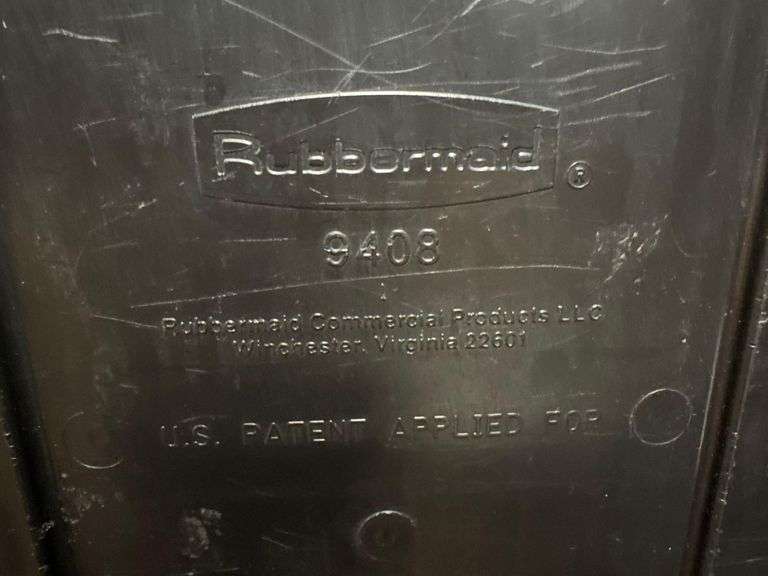 Rubbermaid ®
9408
Rubbermaid Commercial Products LLC
Winchester, Virginia 22601
U.S. PATENT APPLIED FOR